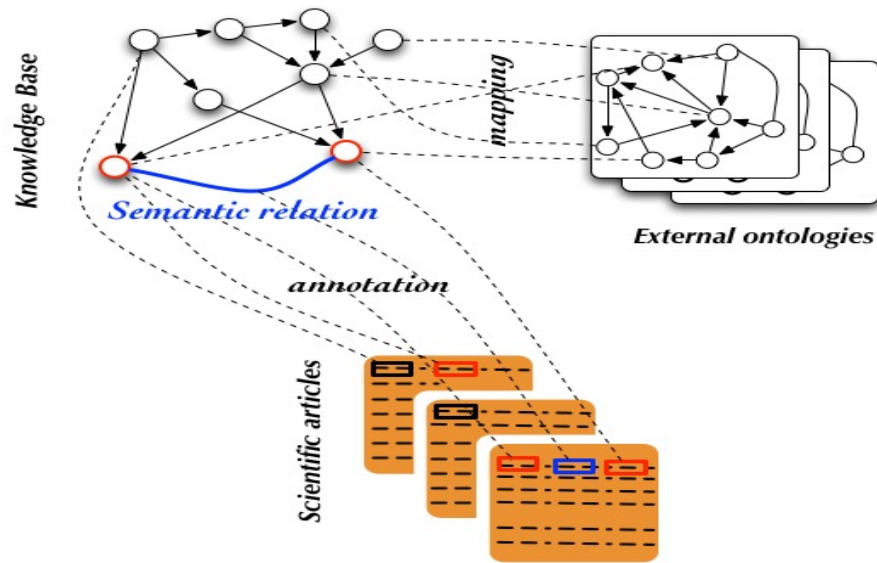 Knowledge Base
mapping
Semantic relation
External ontologies
annotation
Scientific articles